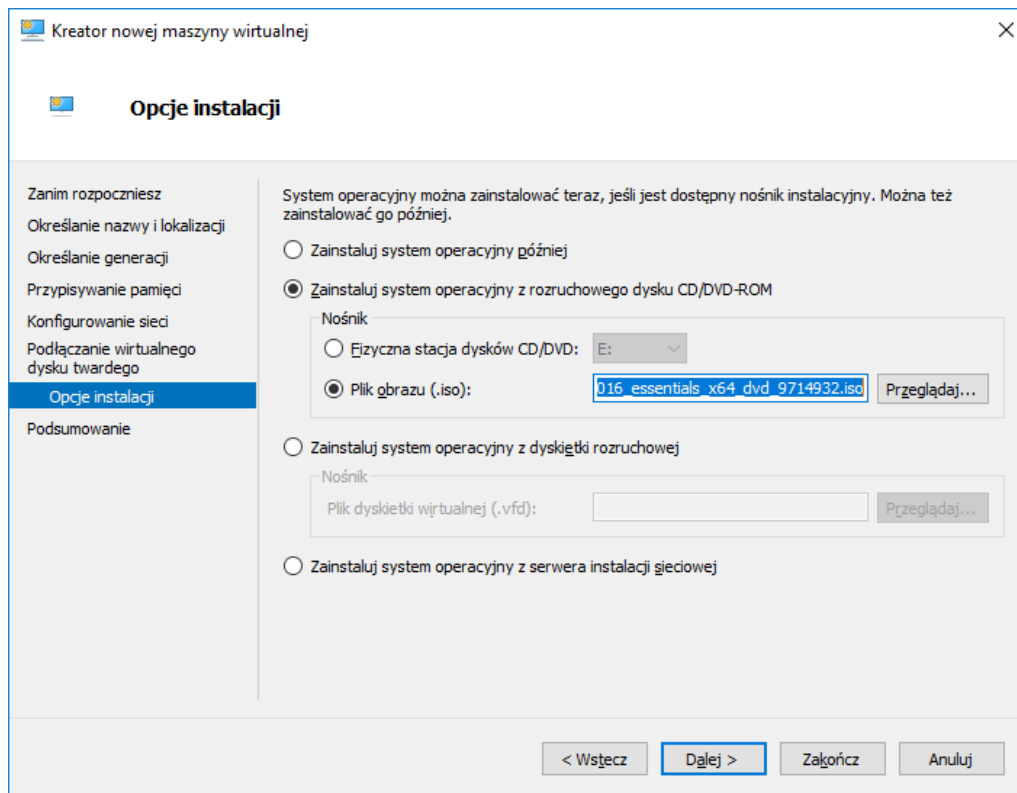 Kreator nowej maszyny wirtualnej
Opcje instalacji
Zanim rozpoczniesz
Określanie nazwy i lokalizacji
Określanie generacji
Przypisywanie pamięci
Konfigurowanie sieci
Podłączanie wirtualnego
dysku twardego
Opcje instalacji
Podsumowanie
System operacyjny można zainstalować teraz, jeśli jest dostępny nośnik instalacyjny. Można też
zainstalować go później.
Zainstaluj system operacyjny później
Zainstaluj system operacyjny z rozruchowego dysku CD/DVD-ROM
Nośnik
Fizyczna stacja dysków CD/DVD: E:
Plik obrazu (.iso): 016_essentials_x64_dvd_9714932.iso Przeglądaj...
Zainstaluj system operacyjny z dyskietki rozruchowej
Nośnik
Plik dyskietki wirtualnej (.vfd): Przeglądaj...
Zainstaluj system operacyjny z serwera instalacji sieciowej
< Wstecz Dalej > Zakończ Anuluj